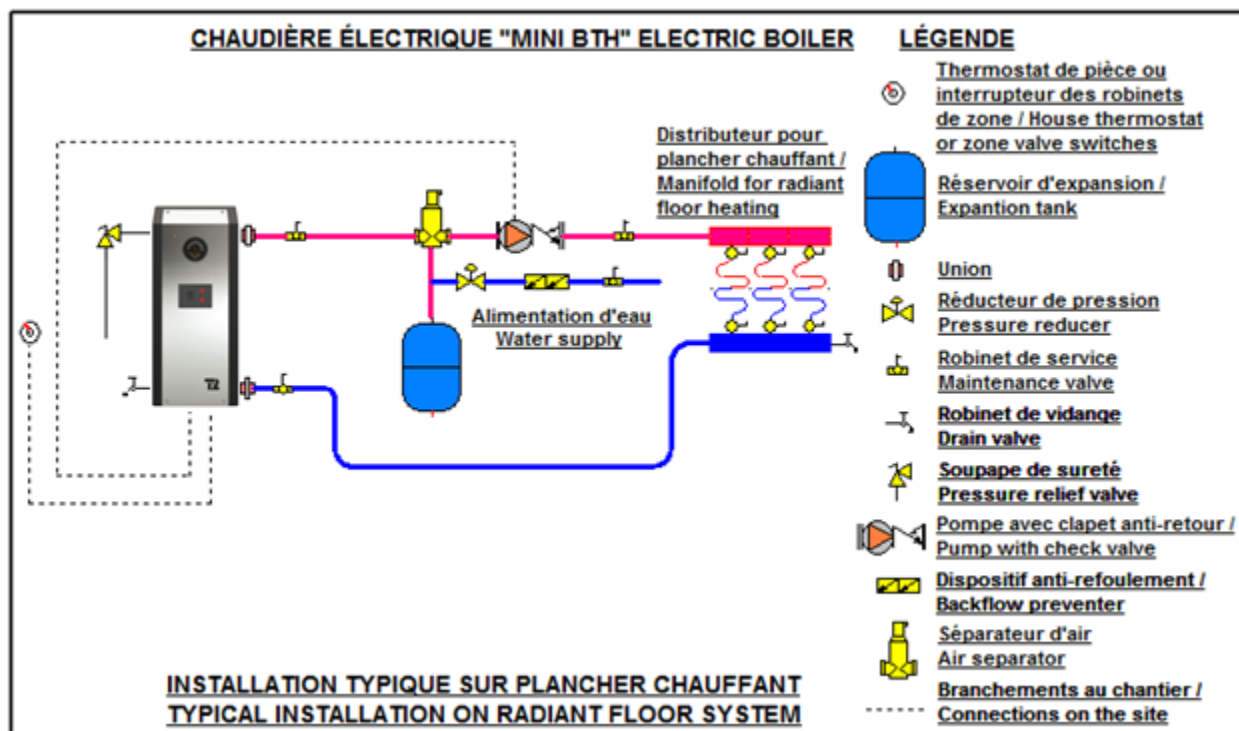 CHAUDIÈRE ÉLECTRIQUE "MINI BTH" ELECTRIC BOILER
LÉGENDE
Thermostat de pièce ou
interrupteur des robinets
de zone / House thermostat
or zone valve switches
Distributeur pour
plancher chauffant /
Manifold for radiant
floor heating
Réservoir d'expansion /
Expantion tank
Union
Réducteur de pression
Pressure reducer
Alimentation d'eau
Water supply
Robinet de service
Maintenance valve
T2
Robinet de vidange
Drain valve
Soupape de sureté
Pressure relief valve
Pompe avec clapet anti-retour /
Pump with check valve
Dispositif anti-refoulement /
Backflow preventer
Séparateur d'air
Air separator
Branchements au chantier /
Connections on the site
INSTALLATION TYPIQUE SUR PLANCHER CHAUFFANT
TYPICAL INSTALLATION ON RADIANT FLOOR SYSTEM